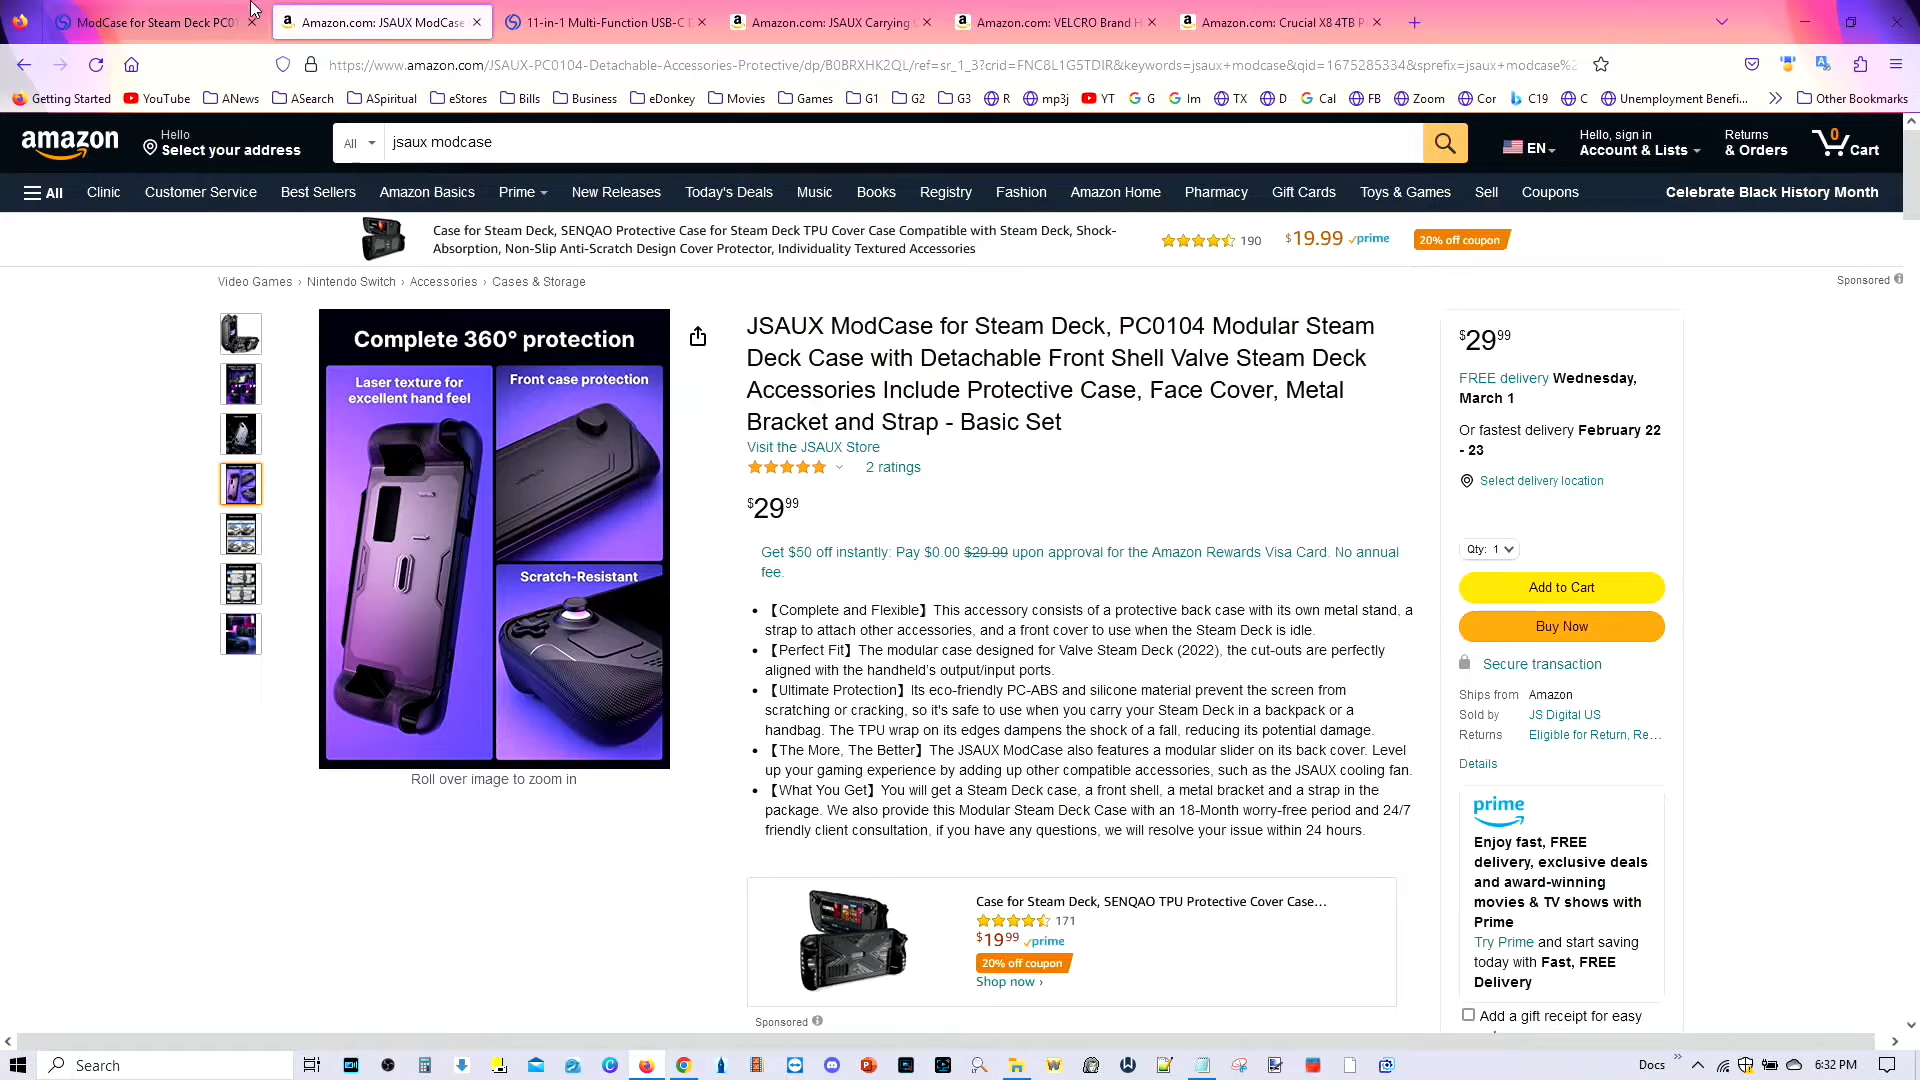 ModCase for Steam Deck PC01
Amazon.com: JSAUX ModCase
11-in-1 Multi-Function USB-C D
Amazon.com: JSAUX Carrying C
Amazon.com: VELCRO Brand H
Amazon.com: Crucial X8 4TB P
https://www.amazon.com/JSAUX-PC0104-Detachable-Accessories-Protective/dp/B0BRXHK2QL/ref=sr_1_3?crid=FNC8L1G5TDIR&keywords=jsaux+modcase&qid=1675285334&sprefix=jsaux+modcase%2
Getting Started YouTube ANews ASearch ASpiritual eStores Bills Business eDonkey Movies Games G1 G2 G3 R mp3j YT G Im TX D Cal FB Zoom Cor C19 C Unemployment Benefi... Other Bookmarks
amazon
Hello
Select your address
All
jsaux modcase
EN
Hello, sign in
Account & Lists
Returns
& Orders
0
Cart
All Clinic Customer Service Best Sellers Amazon Basics Prime New Releases Today's Deals Music Books Registry Fashion Amazon Home Pharmacy Gift Cards Toys & Games Sell Coupons Celebrate Black History Month
Case for Steam Deck, SENQAO Protective Case for Steam Deck TPU Cover Case Compatible with Steam Deck, Shock-
Absorption, Non-Slip Anti-Scratch Design Cover Protector, Individuality Textured Accessories
190
$19.99 prime
20% off coupon
Video Games › Nintendo Switch › Accessories › Cases & Storage
Sponsored
Complete 360° protection
Laser texture for
excellent hand feel
Front case protection
Scratch-Resistant
Roll over image to zoom in
JSAUX ModCase for Steam Deck, PC0104 Modular Steam
Deck Case with Detachable Front Shell Valve Steam Deck
Accessories Include Protective Case, Face Cover, Metal
Bracket and Strap - Basic Set
Visit the JSAUX Store
2 ratings
$29 99
Get $50 off instantly: Pay $0.00 $29.99 upon approval for the Amazon Rewards Visa Card. No annual
fee.
• 【Complete and Flexible】This accessory consists of a protective back case with its own metal stand, a
strap to attach other accessories, and a front cover to use when the Steam Deck is idle.
• 【Perfect Fit】The modular case designed for Valve Steam Deck (2022), the cut-outs are perfectly
aligned with the handheld's output/input ports.
• 【Ultimate Protection】Its eco-friendly PC-ABS and silicone material prevent the screen from
scratching or cracking, so it's safe to use when you carry your Steam Deck in a backpack or a
handbag. The TPU wrap on its edges dampens the shock of a fall, reducing its potential damage.
• 【The More, The Better】The JSAUX ModCase also features a modular slider on its back cover. Level
up your gaming experience by adding up other compatible accessories, such as the JSAUX cooling fan.
• 【What You Get】You will get a Steam Deck case, a front shell, a metal bracket and a strap in the
package. We also provide this Modular Steam Deck Case with an 18-Month worry-free period and 24/7
friendly client consultation, if you have any questions, we will resolve your issue within 24 hours.
Case for Steam Deck, SENQAO TPU Protective Cover Case...
171
$19 99 prime
20% off coupon
Shop now ›
Sponsored
$29 99
FREE delivery Wednesday,
March 1
Or fastest delivery February 22
- 23
Select delivery location
Qty: 1
Add to Cart
Buy Now
Secure transaction
Ships from Amazon
Sold by JS Digital US
Returns Eligible for Return, Re...
Details
prime
Enjoy fast, FREE
delivery, exclusive deals
and award-winning
movies & TV shows with
Prime
Try Prime and start saving
today with Fast, FREE
Delivery
Add a gift receipt for easy
Search
Docs
6:32 PM